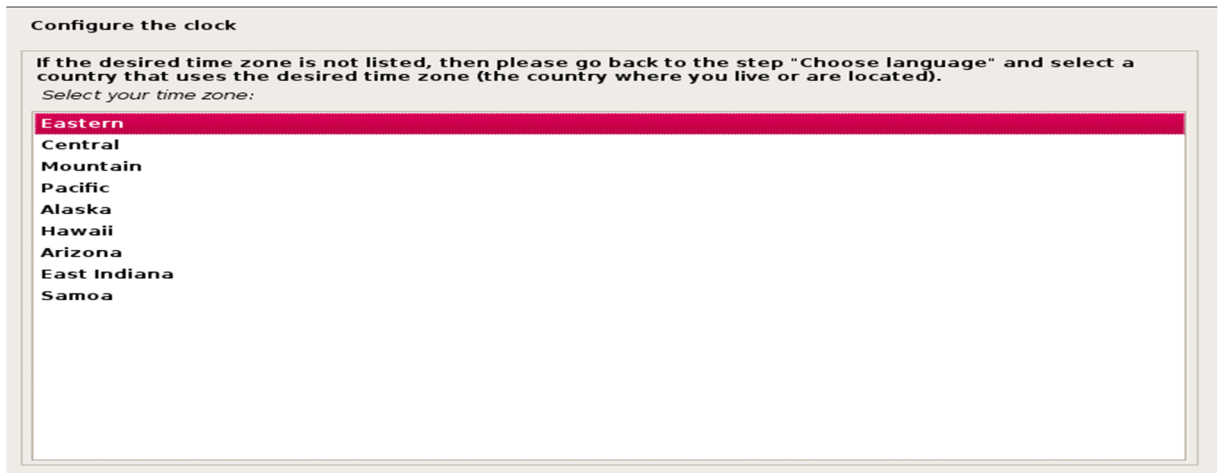 Configure the clock
If the desired time zone is not listed, then please go back to the step "Choose language" and select a
country that uses the desired time zone (the country where you live or are located).
Select your time zone:
Eastern
Central
Mountain
Pacific
Alaska
Hawaii
Arizona
East Indiana
Samoa